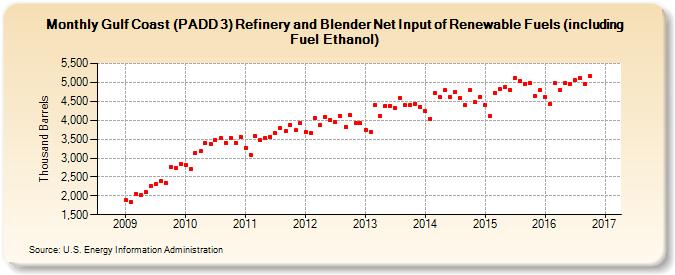 Monthly Gulf Coast (PADD 3) Refinery and Blender Net Input of Renewable Fuels (including
Fuel Ethanol)
Thousand Barrels
5,500
5,000
4,500
4,000
3,500
3,000
2,500
2,000
1,500
2009 2010 2011 2012 2013 2014 2015 2016 2017
Source: U.S. Energy Information Administration